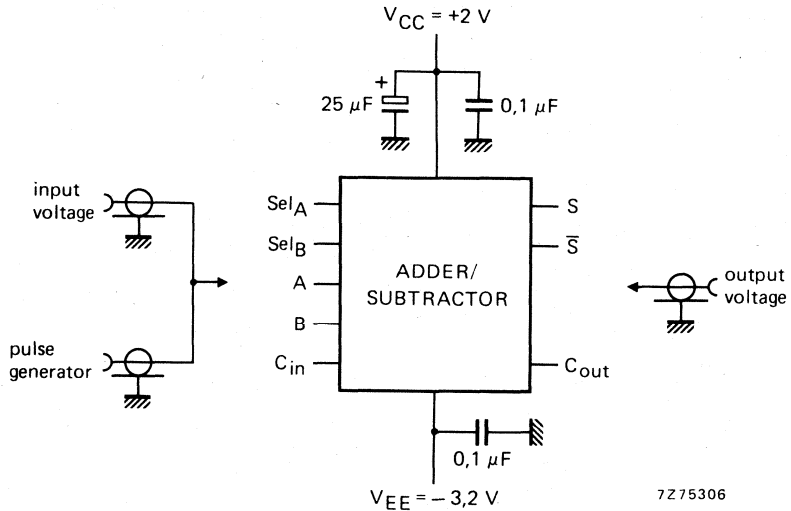 V_CC = +2 V
+
25 µF
0,1 µF
input
voltage
Sel_A
Sel_B
A
B
C_in
ADDER/
SUBTRACTOR
S
S̅
C_out
output
voltage
pulse
generator
0,1 µF
V_EE = − 3,2 V
7Z75306